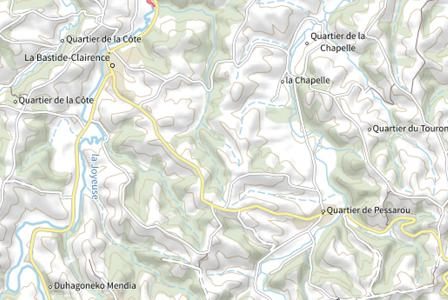 Quartier de la Côte
La Bastide-Clairence
Quartier de la
Chapelle
la Chapelle
Quartier de la Côte
Quartier du Touron
la Joyeuse
Quartier de Pessarou
Duhagoneko Mendia